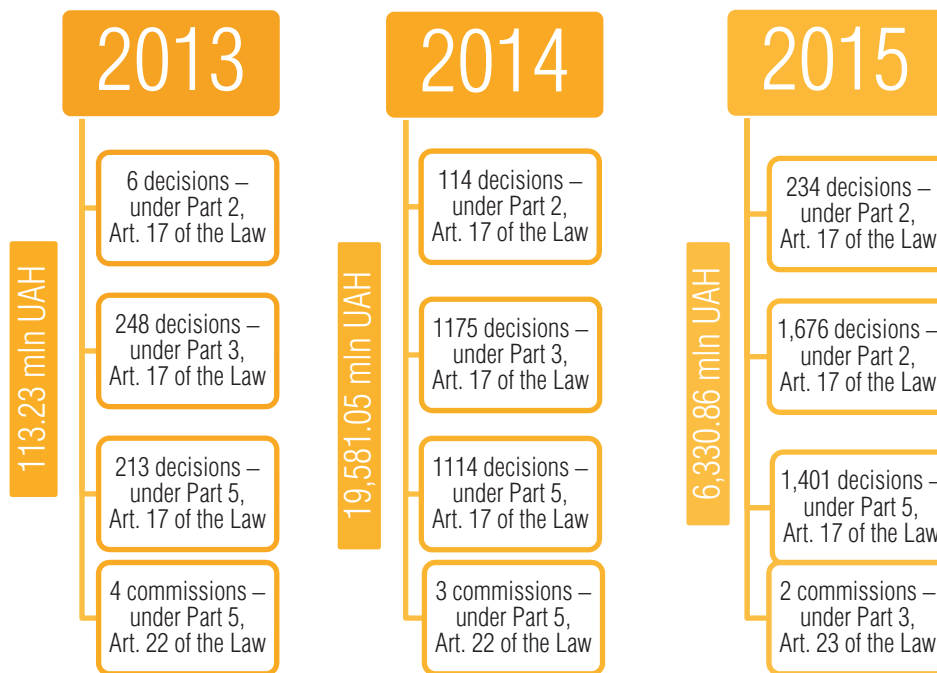 2013
6 decisions –
under Part 2,
Art. 17 of the Law
248 decisions –
under Part 3,
Art. 17 of the Law
213 decisions –
under Part 5,
Art. 17 of the Law
4 commissions –
under Part 5,
Art. 22 of the Law
113.23 mln UAH
2014
114 decisions –
under Part 2,
Art. 17 of the Law
1175 decisions –
under Part 3,
Art. 17 of the Law
1114 decisions –
under Part 5,
Art. 17 of the Law
3 commissions –
under Part 5,
Art. 22 of the Law
19,581.05 mln UAH
2015
234 decisions –
under Part 2,
Art. 17 of the Law
1,676 decisions –
under Part 2,
Art. 17 of the Law
1,401 decisions –
under Part 5,
Art. 17 of the Law
2 commissions –
under Part 3,
Art. 23 of the Law
6,330.86 mln UAH